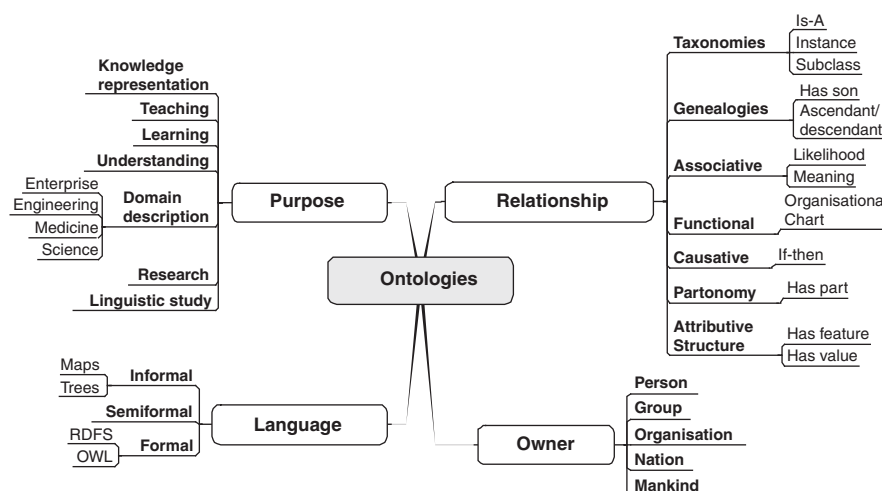 Knowledge
representation
Teaching
Learning
Understanding
Enterprise
Engineering
Medicine
Science
Domain
description
Research
Linguistic study
Purpose
Relationship
Ontologies
Taxonomies
Is-A
Instance
Subclass
Genealogies
Has son
Ascendant/
descendant
Associative
Likelihood
Meaning
Functional
Organisational
Chart
Causative
If-then
Partonomy
Has part
Attributive
Structure
Has feature
Has value
Maps
Trees
Informal
Semiformal
RDFS
OWL
Formal
Language
Owner
Person
Group
Organisation
Nation
Mankind